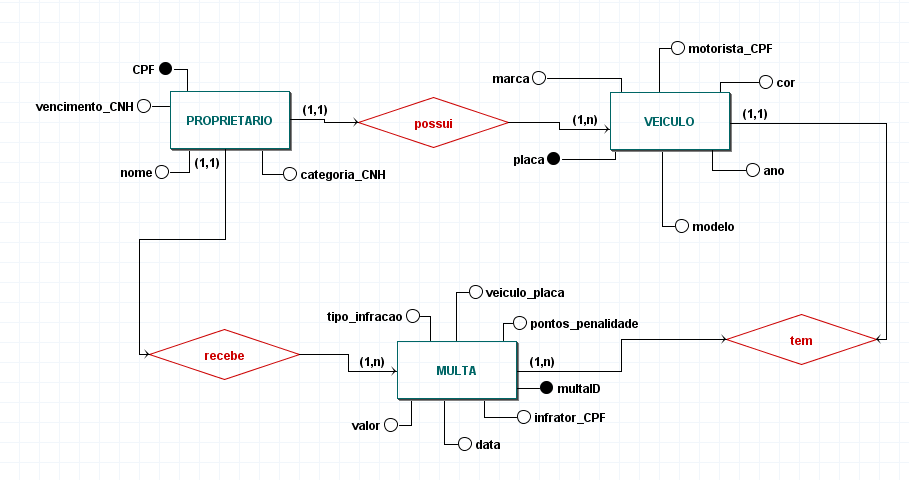 motorista_CPF
CPF
marca
cor
vencimento_CNH
PROPRIETARIO
(1,1)
possui
(1,n)
VEICULO
(1,1)
placa
nome
(1,1)
categoria_CNH
ano
modelo
veiculo_placa
tipo_infracao
pontos_penalidade
recebe
(1,n)
MULTA
(1,n)
tem
multaID
valor
infrator_CPF
data